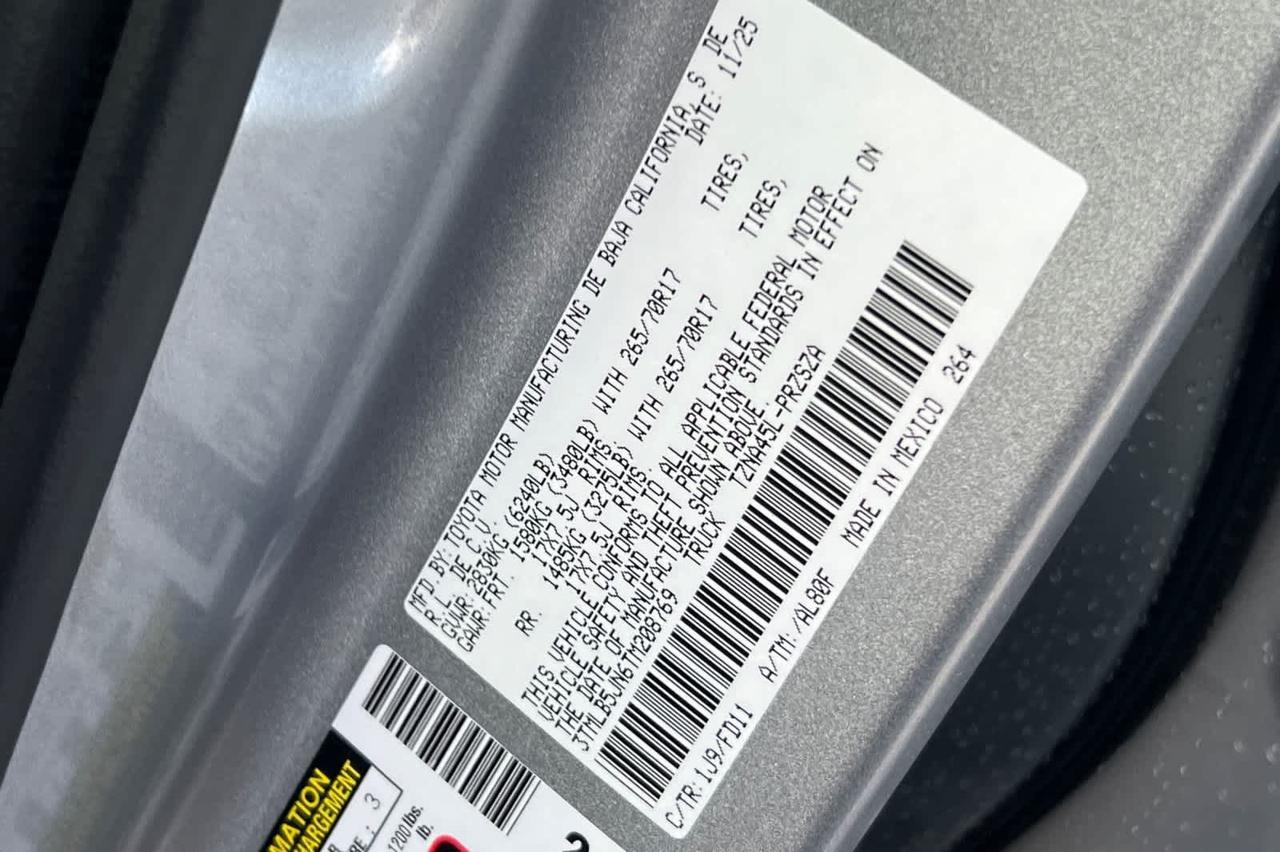 MFD. BY: TOYOTA MOTOR MANUFACTURING DE BAJA CALIFORNIA, S DE
R.L. DE C.V. DATE: 11/25
GVWR: 2830KG (6240LB)
GAWR: FRT. 1580KG (3480LB) WITH 265/70R17 TIRES,
17X7.5J RIMS
RR. 1485KG (3275LB) WITH 265/70R17 TIRES,
17X7.5J RIMS
THIS VEHICLE CONFORMS TO ALL APPLICABLE FEDERAL MOTOR
VEHICLE SAFETY AND THEFT PREVENTION STANDARDS IN EFFECT ON
THE DATE OF MANUFACTURE SHOWN ABOVE.
3TMLB5JN6TM208769 TRUCK TZNA45L-PRZSZA
C/TR: 1J9/FD11 A/TM: /AL80F MADE IN MEXICO 264
MATION
HARGEMENT
3
1200 lbs.
lb.
2